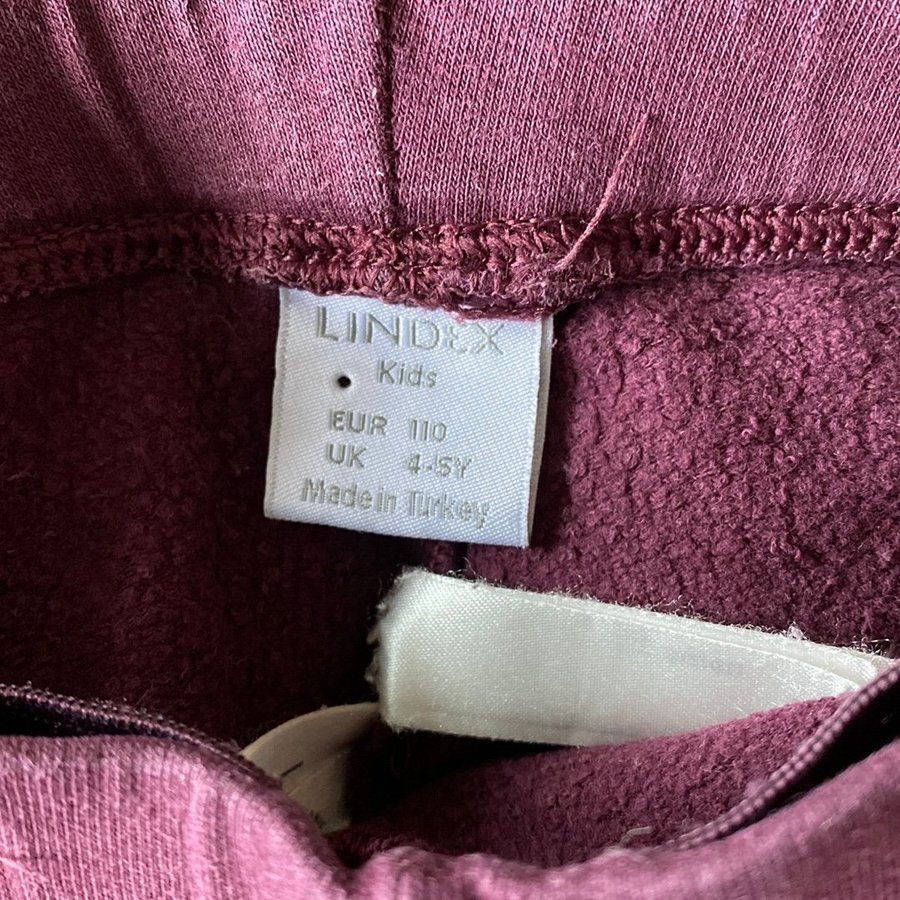 LINDEX
Kids
EUR 110
UK 4-5Y
Made in Turkey